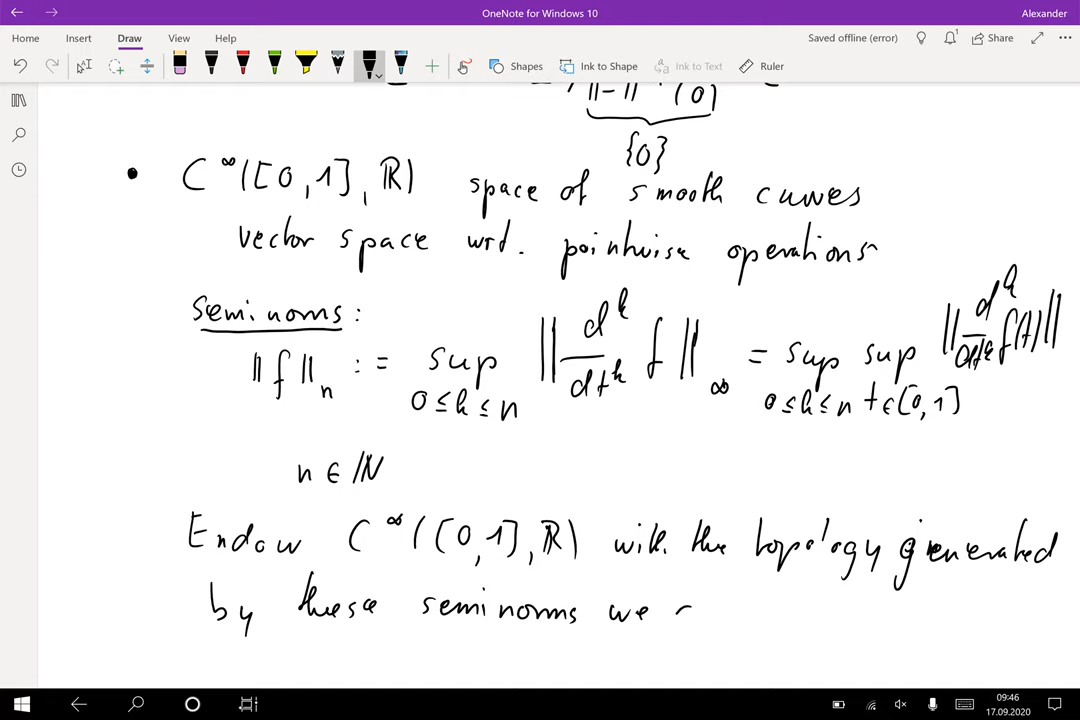 OneNote for Windows 10
Alexander
Home Insert Draw View Help
Saved offline (error)
Share
Shapes
Ink to Shape
Ink to Text
Ruler
{0}
• C^∞([0,1], ℝ) space of smooth curves
vector space wrt. pointwise operations
Seminoms:
‖f‖_n := sup_{0≤k≤n} ‖ d^k/dt^k f ‖_∞ = sup_{0≤k≤n} sup_{t∈[0,1]} ‖ d^k/dt^k f(t) ‖
n ∈ ℕ
Endow C^∞([0,1], ℝ) with the topology generated
by these seminorms we
09:46
17.09.2020